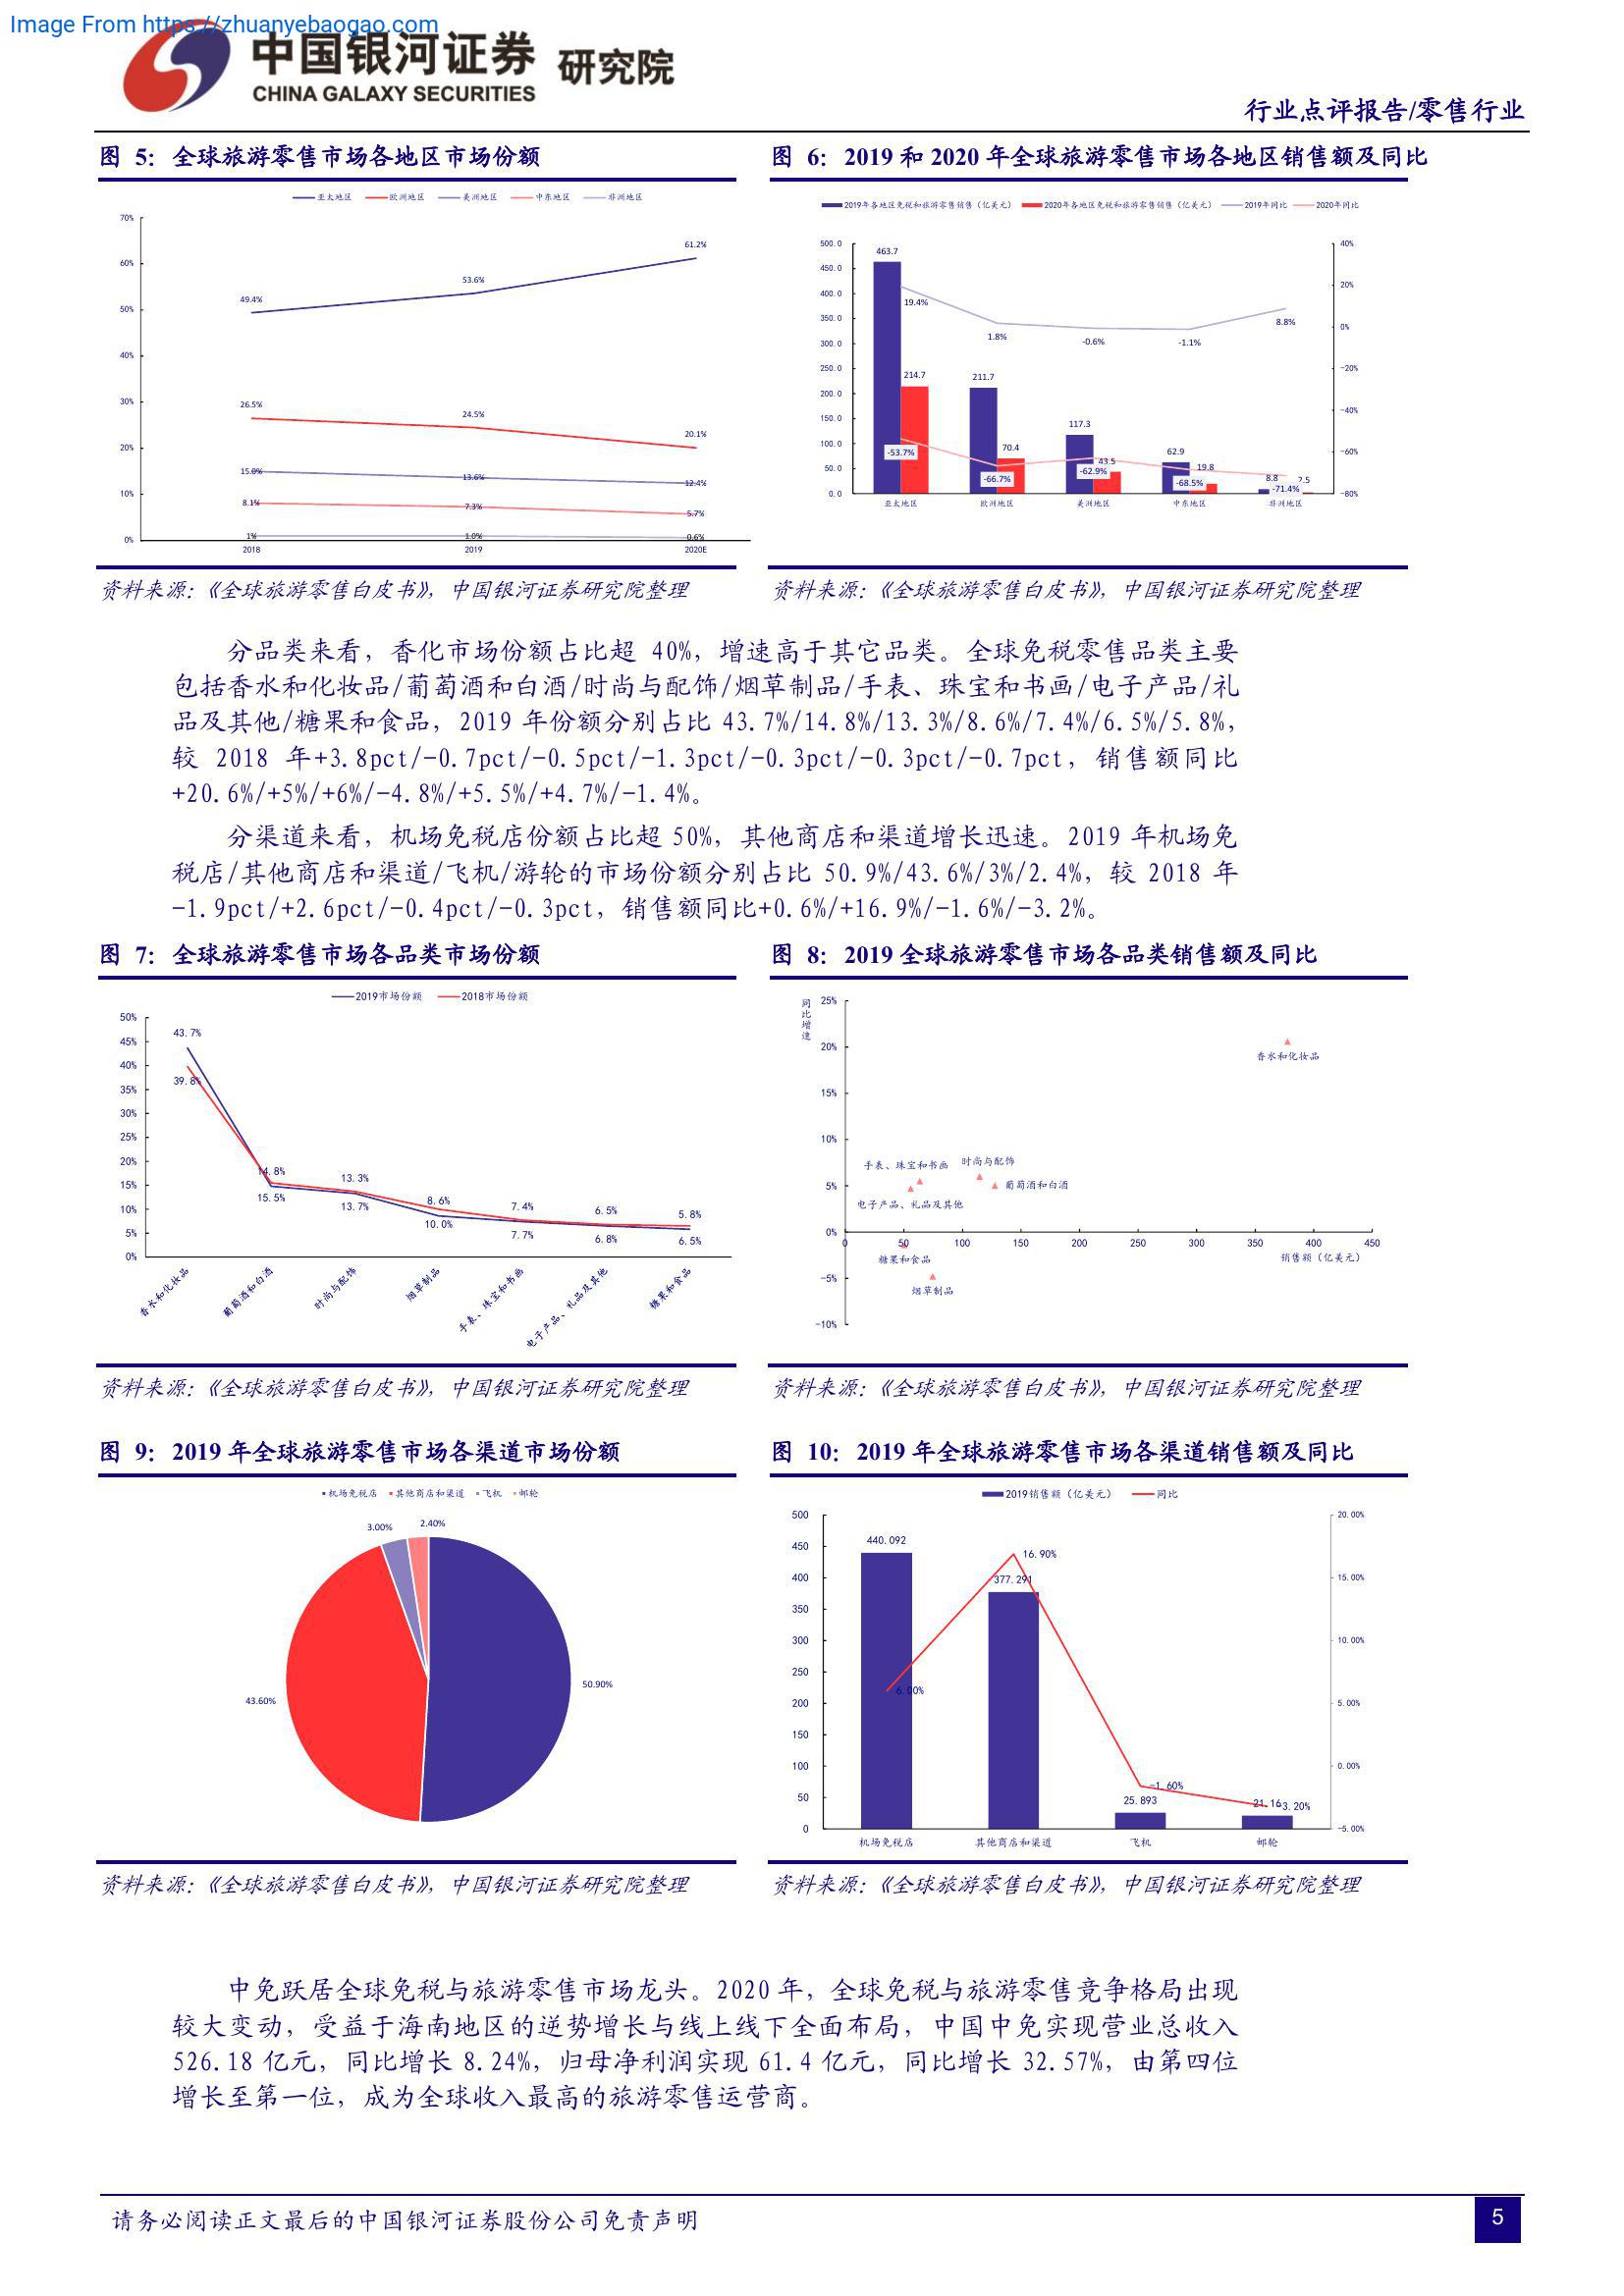 Image From https://zhuanyebaogao.com
中国银河证券 研究院
CHINA GALAXY SECURITIES
行业点评报告/零售行业
图 5：全球旅游零售市场各地区市场份额
亚太地区 欧洲地区 美洲地区 中东地区 非洲地区
70%
60%
50%
40%
30%
20%
10%
0%
49.4% 53.6% 61.2%
26.5% 24.5% 20.1%
15.0% 13.6% 12.4%
8.1% 7.3% 5.7%
1% 1.0% 0.6%
2018 2019 2020E
资料来源：《全球旅游零售白皮书》，中国银河证券研究院整理
图 6：2019 和 2020 年全球旅游零售市场各地区销售额及同比
2019年各地区免税和旅游零售销售（亿美元） 2020年各地区免税和旅游零售销售（亿美元） 2019年同比 2020年同比
500.0
450.0
400.0
350.0
300.0
250.0
200.0
150.0
100.0
50.0
0.0
40%
20%
0%
-20%
-40%
-60%
-80%
463.7 211.7 117.3 62.9 8.8
214.7 70.4 43.5 19.8 2.5
19.4% 1.8% -0.6% -1.1% 8.8%
-53.7% -66.7% -62.9% -68.5% -71.4%
亚太地区 欧洲地区 美洲地区 中东地区 非洲地区
资料来源：《全球旅游零售白皮书》，中国银河证券研究院整理
分品类来看，香化市场份额占比超 40%，增速高于其它品类。全球免税零售品类主要
包括香水和化妆品/葡萄酒和白酒/时尚与配饰/烟草制品/手表、珠宝和书画/电子产品/礼
品及其他/糖果和食品，2019 年份额分别占比 43.7%/14.8%/13.3%/8.6%/7.4%/6.5%/5.8%，
较 2018 年+3.8pct/-0.7pct/-0.5pct/-1.3pct/-0.3pct/-0.3pct/-0.7pct，销售额同比
+20.6%/+5%/+6%/-4.8%/+5.5%/+4.7%/-1.4%。
分渠道来看，机场免税店份额占比超 50%，其他商店和渠道增长迅速。2019 年机场免
税店/其他商店和渠道/飞机/游轮的市场份额分别占比 50.9%/43.6%/3%/2.4%，较 2018 年
-1.9pct/+2.6pct/-0.4pct/-0.3pct，销售额同比+0.6%/+16.9%/-1.6%/-3.2%。
图 7：全球旅游零售市场各品类市场份额
2019市场份额 2018市场份额
50%
45%
40%
35%
30%
25%
20%
15%
10%
5%
0%
43.7% 14.8% 13.3% 8.6% 7.4% 6.5% 5.8%
39.8% 15.5% 13.7% 10.0% 7.7% 6.8% 6.5%
香水和化妆品 葡萄酒和白酒 时尚与配饰 烟草制品 手表、珠宝和书画 电子产品、礼品及其他 糖果和食品
资料来源：《全球旅游零售白皮书》，中国银河证券研究院整理
图 8：2019 全球旅游零售市场各品类销售额及同比
同比增速
25%
20%
15%
10%
5%
0%
-5%
-10%
香水和化妆品
手表、珠宝和书画 时尚与配饰
葡萄酒和白酒
电子产品、礼品及其他
0 50 100 150 200 250 300 350 400 450
糖果和食品
销售额（亿美元）
烟草制品
资料来源：《全球旅游零售白皮书》，中国银河证券研究院整理
图 9：2019 年全球旅游零售市场各渠道市场份额
机场免税店 其他商店和渠道 飞机 邮轮
3.00% 2.40%
50.90%
43.60%
资料来源：《全球旅游零售白皮书》，中国银河证券研究院整理
图 10：2019 年全球旅游零售市场各渠道销售额及同比
2019销售额（亿美元） 同比
500
450
400
350
300
250
200
150
100
50
0
20.00%
15.00%
10.00%
5.00%
0.00%
-5.00%
440.092 377.291 25.893 21.16
6.00% 16.90% -1.60% -3.20%
机场免税店 其他商店和渠道 飞机 邮轮
资料来源：《全球旅游零售白皮书》，中国银河证券研究院整理
中免跃居全球免税与旅游零售市场龙头。2020 年，全球免税与旅游零售竞争格局出现
较大变动，受益于海南地区的逆势增长与线上线下全面布局，中国中免实现营业总收入
526.18 亿元，同比增长 8.24%，归母净利润实现 61.4 亿元，同比增长 32.57%，由第四位
增长至第一位，成为全球收入最高的旅游零售运营商。
请务必阅读正文最后的中国银河证券股份公司免责声明
5